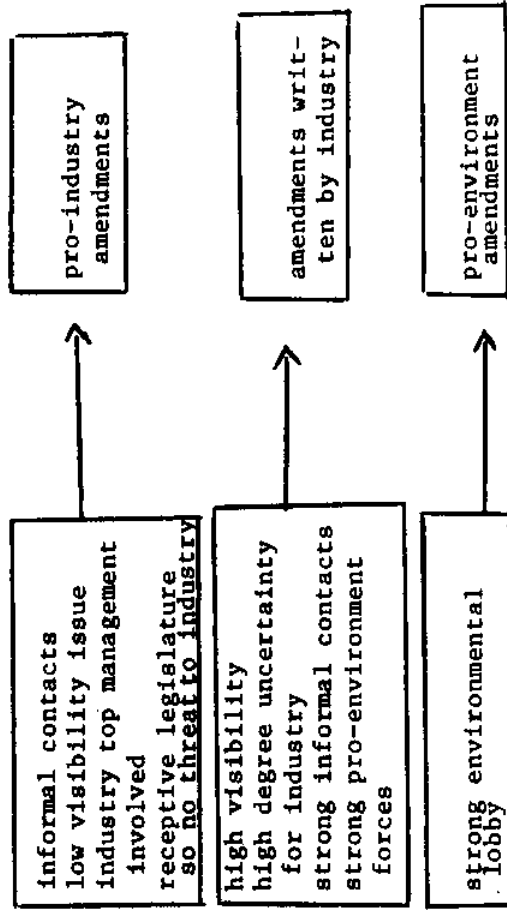 informal contacts
low visibility issue
industry top management
involved
receptive legislature
so no threat to industry
pro-industry
amendments
high visibility
high degree uncertainty
for industry
strong informal contacts
strong pro-environment
forces
amendments writ-
ten by industry
strong environmental
lobby
pro-environment
amendments